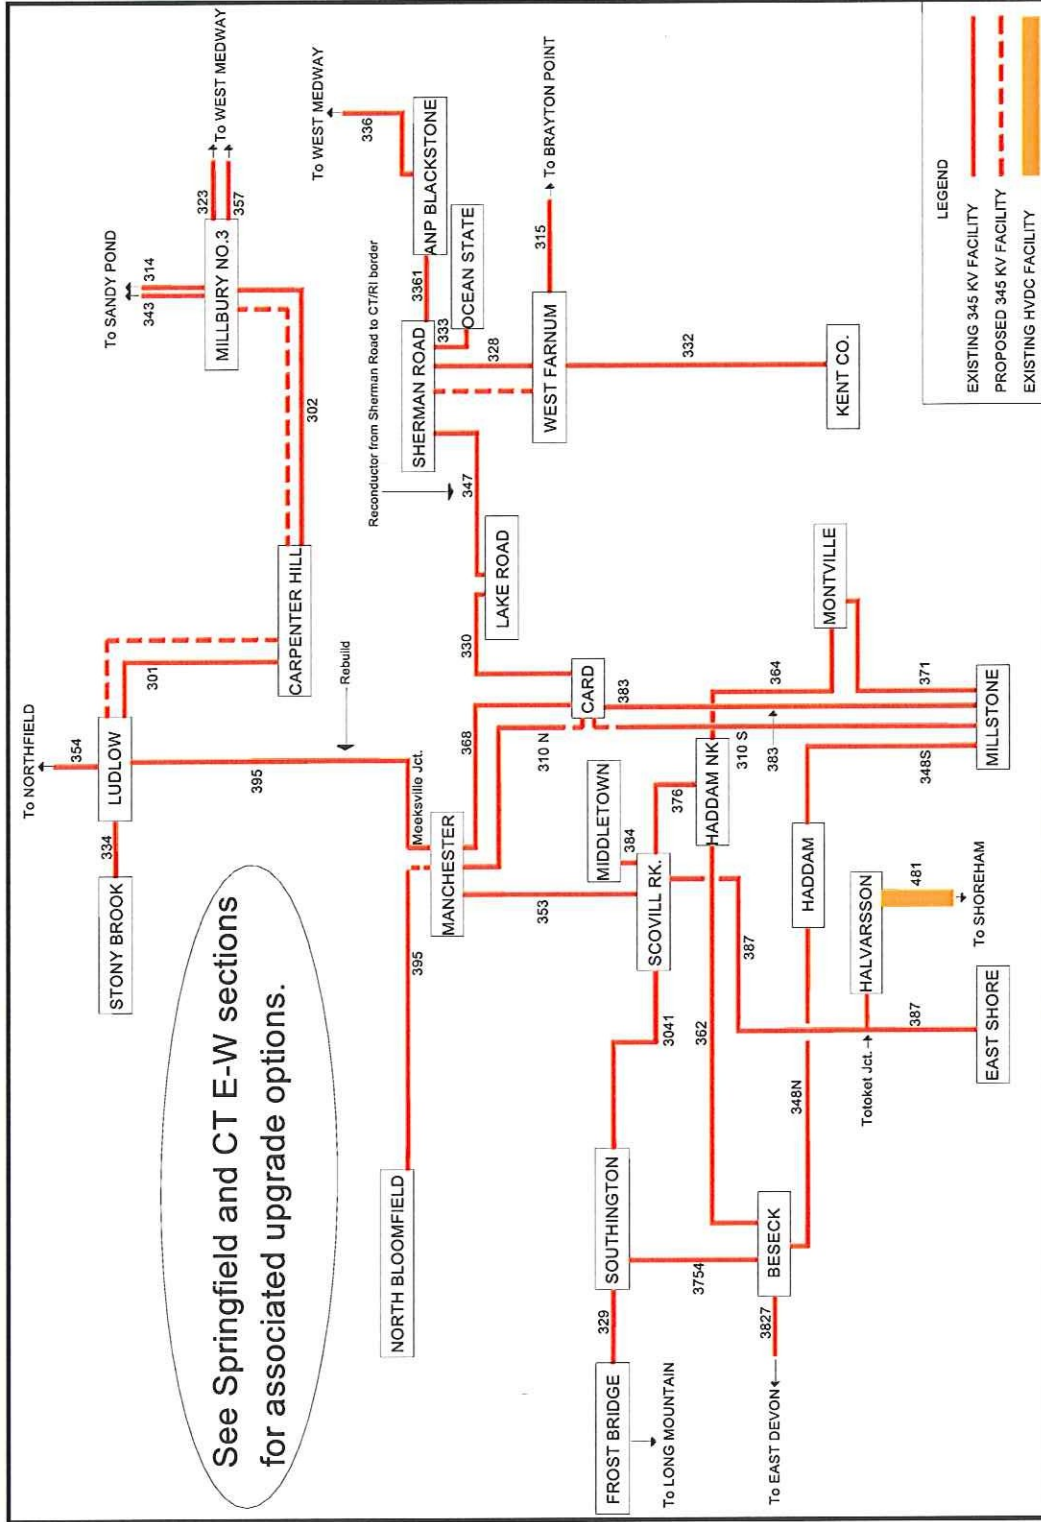 To NORTHFIELD
354
STONY BROOK
334
LUDLOW
301
395
Rebuild
CARPENTER HILL
302
To SANDY POND
343
314
MILLBURY NO.3
323
357
To WEST MEDWAY
See Springfield and CT E-W sections
for associated upgrade options.
To WEST MEDWAY
336
ANP BLACKSTONE
3361
OCEAN STATE
333
SHERMAN ROAD
Reconductor from Sherman Road to CT/RI border
347
328
WEST FARNUM
315
To BRAYTON POINT
332
KENT CO.
NORTH BLOOMFIELD
395
Meeksville Jct.
MANCHESTER
368
310 N
353
LAKE ROAD
330
CARD
383
MIDDLETOWN
384
376
SCOVILL RK.
HADDAM NK
310 S
383
364
MONTVILLE
371
MILLSTONE
348S
HADDAM
387
3041
362
SOUTHINGTON
329
FROST BRIDGE
To LONG MOUNTAIN
3754
BESECK
3827
To EAST DEVON
348N
HALVARSSON
481
To SHOREHAM
Totoket Jct.
387
EAST SHORE
LEGEND
EXISTING 345 KV FACILITY
PROPOSED 345 KV FACILITY
EXISTING HVDC FACILITY